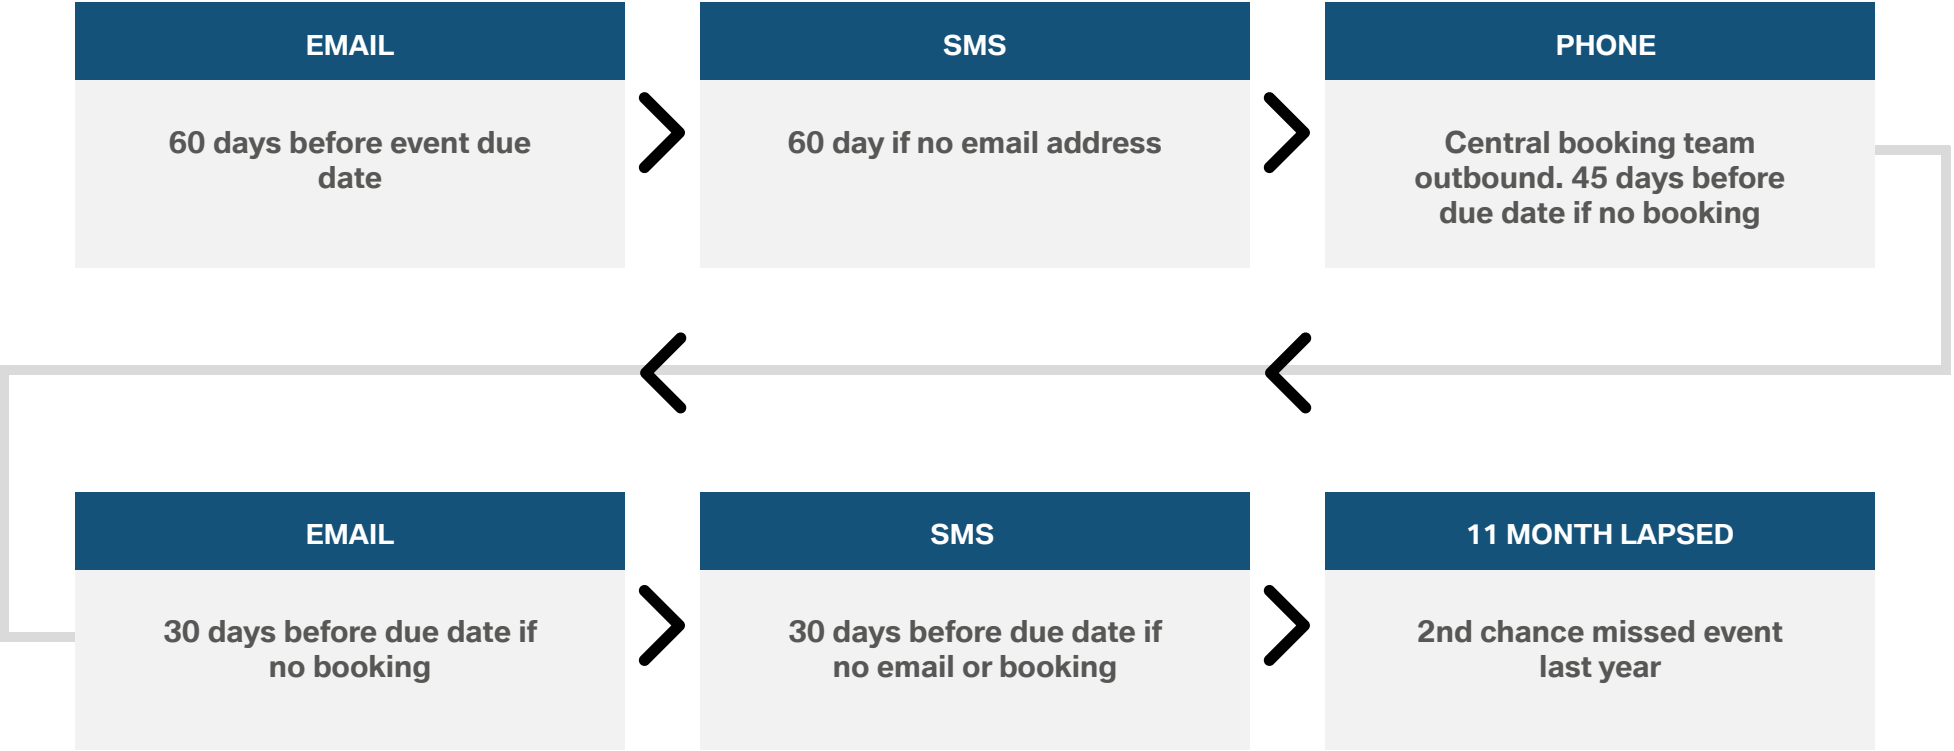 EMAIL
60 days before event due
date
SMS
60 day if no email address
PHONE
Central booking team
outbound. 45 days before
due date if no booking
EMAIL
30 days before due date if
no booking
SMS
30 days before due date if
no email or booking
11 MONTH LAPSED
2nd chance missed event
last year